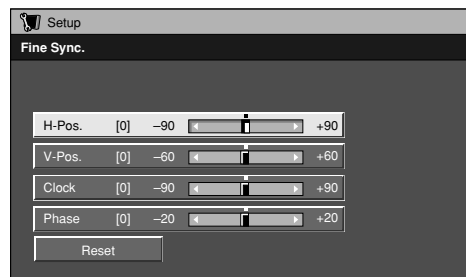 Setup
Fine Sync.
H-Pos. [0] –90 +90
V-Pos. [0] –60 +60
Clock [0] –90 +90
Phase [0] –20 +20
Reset